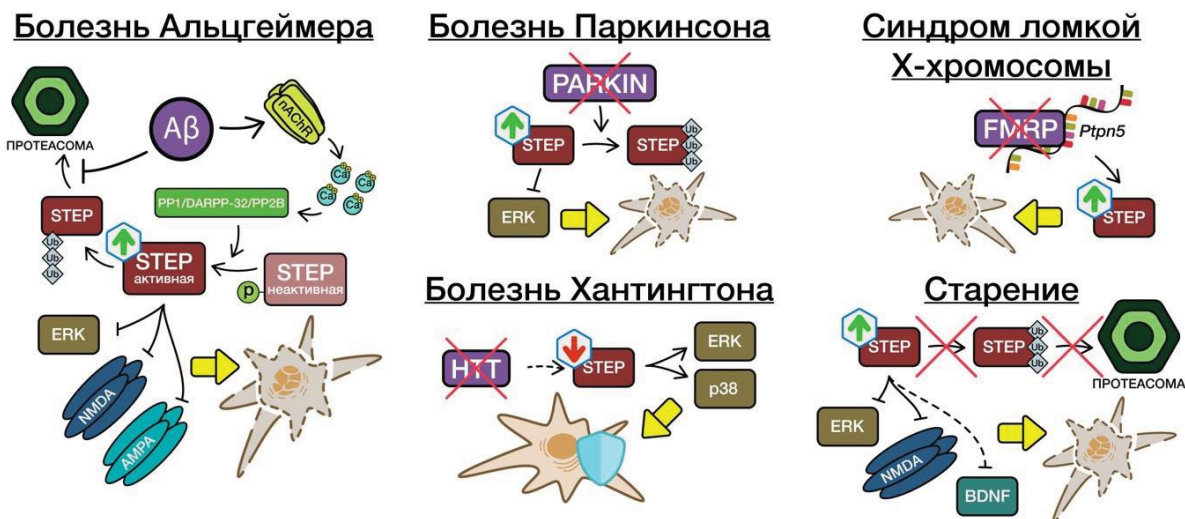 Болезнь Альцгеймера
ПРОТЕАСОМА
Aβ
nAChR
Ca
Ca
Ca
Ca
PP1/DARPP-32/PP2B
STEP
Ub
Ub
Ub
STEP
активная
P
STEP
неактивная
ERK
NMDA
AMPA
Болезнь Паркинсона
PARKIN
STEP
STEP
Ub
Ub
Ub
ERK
Синдром ломкой
Х-хромосомы
FMRP
Ptpn5
STEP
Болезнь Хантингтона
HTT
STEP
ERK
p38
Старение
STEP
STEP
Ub
Ub
Ub
ПРОТЕАСОМА
ERK
NMDA
BDNF